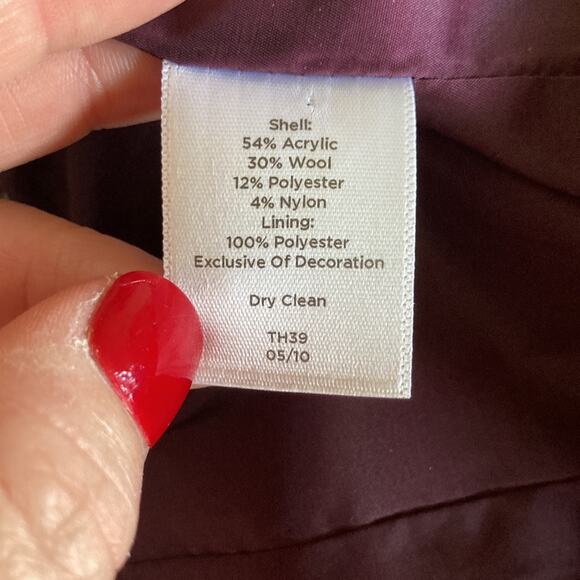 Shell:
54% Acrylic
30% Wool
12% Polyester
4% Nylon
Lining:
100% Polyester
Exclusive Of Decoration
Dry Clean
TH39
05/10